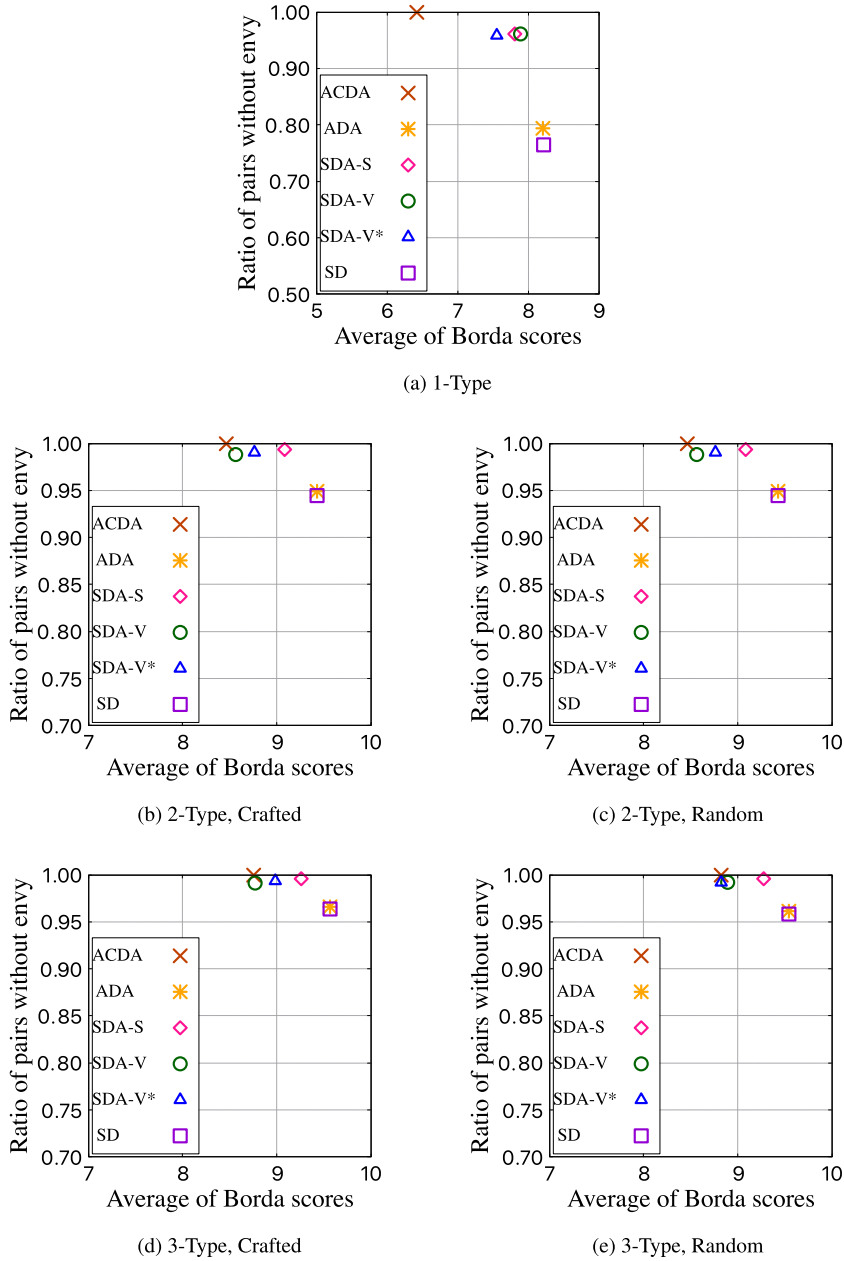 Ratio of pairs without envy
1.00
0.90
0.80
0.70
0.60
0.50
ACDA
ADA
SDA-S
SDA-V
SDA-V*
SD
5 6 7 8 9
Average of Borda scores
(a) 1-Type
Ratio of pairs without envy
1.00
0.95
0.90
0.85
0.80
0.75
0.70
ACDA
ADA
SDA-S
SDA-V
SDA-V*
SD
7 8 9 10
Average of Borda scores
(b) 2-Type, Crafted
Ratio of pairs without envy
1.00
0.95
0.90
0.85
0.80
0.75
0.70
ACDA
ADA
SDA-S
SDA-V
SDA-V*
SD
7 8 9 10
Average of Borda scores
(c) 2-Type, Random
Ratio of pairs without envy
1.00
0.95
0.90
0.85
0.80
0.75
0.70
ACDA
ADA
SDA-S
SDA-V
SDA-V*
SD
7 8 9 10
Average of Borda scores
(d) 3-Type, Crafted
Ratio of pairs without envy
1.00
0.95
0.90
0.85
0.80
0.75
0.70
ACDA
ADA
SDA-S
SDA-V
SDA-V*
SD
7 8 9 10
Average of Borda scores
(e) 3-Type, Random